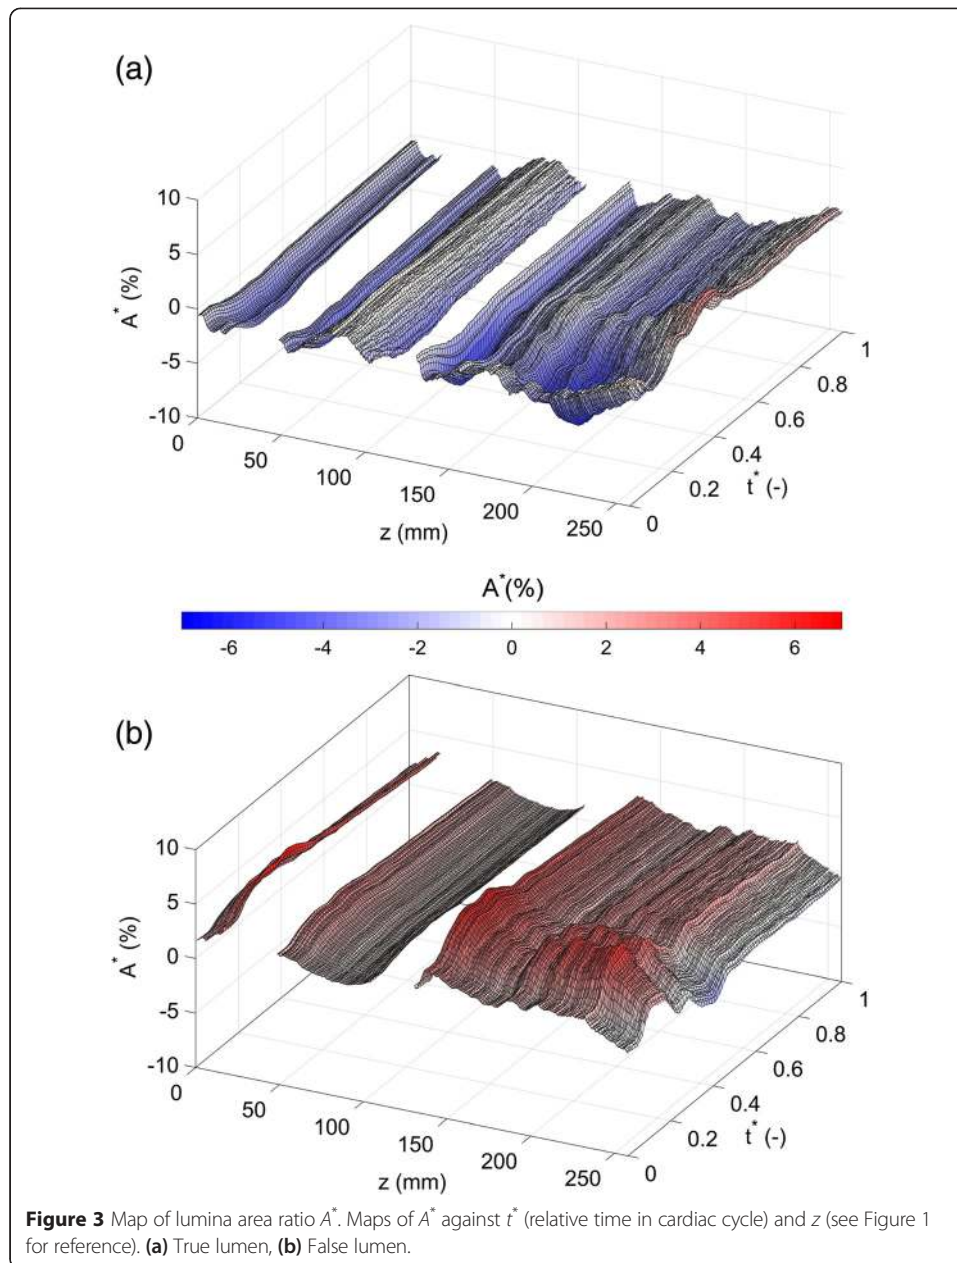 (a)
10
5
0
-5
-10
A* (%)
0
50
100
150
200
250
z (mm)
0
0.2
0.4
0.6
0.8
1
t* (-)
A*(%)
-6 -4 -2 0 2 4 6
(b)
10
5
0
-5
-10
A* (%)
0
50
100
150
200
250
z (mm)
0
0.2
0.4
0.6
0.8
1
t* (-)
Figure 3 Map of lumina area ratio A*. Maps of A* against t* (relative time in cardiac cycle) and z (see Figure 1
for reference). (a) True lumen, (b) False lumen.